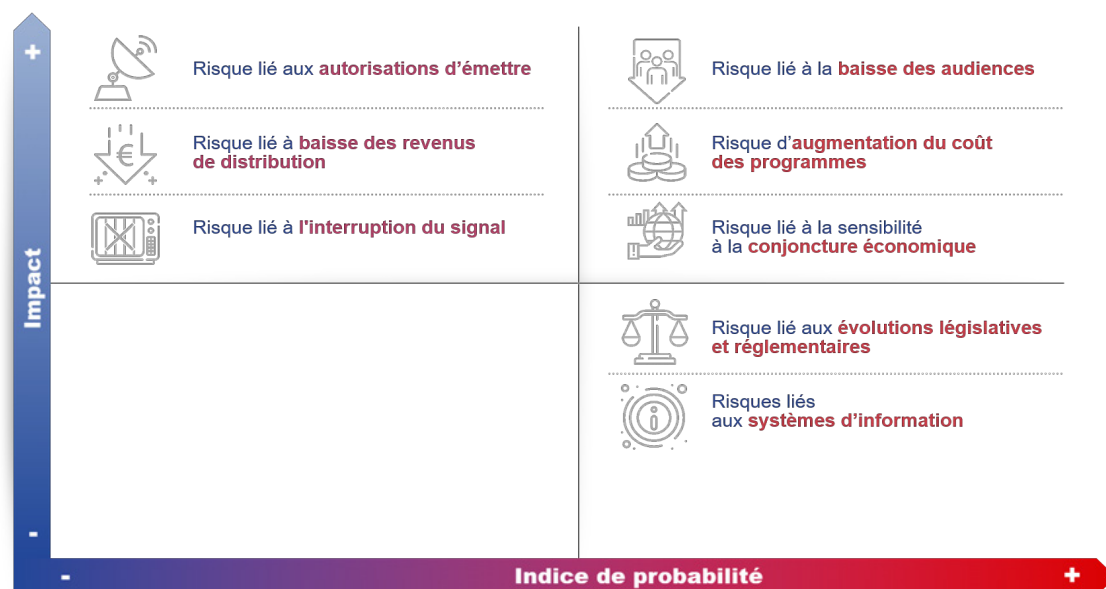 +
Risque lié aux autorisations d’émettre
Risque lié à baisse des revenus
de distribution
Risque lié à l'interruption du signal
Risque lié à la baisse des audiences
Risque d’augmentation du coût
des programmes
Risque lié à la sensibilité
à la conjoncture économique
Risque lié aux évolutions législatives
et réglementaires
Risques liés
aux systèmes d’information
Impact
-
-
Indice de probabilité
+